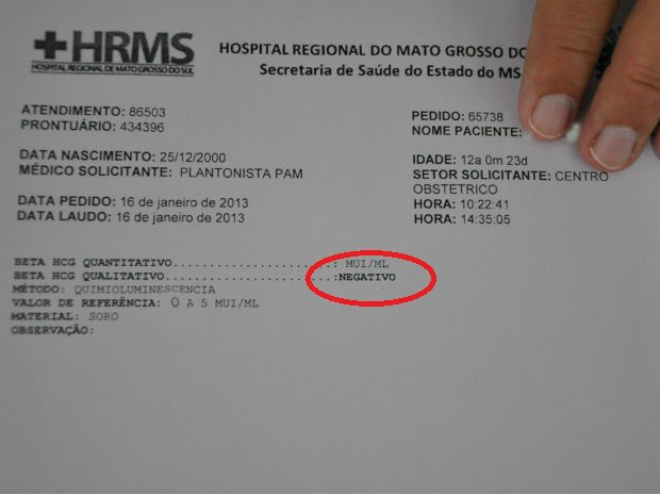 HRMS
HOSPITAL REGIONAL DE MATO GROSSO DO SUL
HOSPITAL REGIONAL DO MATO GROSSO DO
Secretaria de Saúde do Estado do MS
ATENDIMENTO: 86503
PRONTUÁRIO: 434396
PEDIDO: 65738
NOME PACIENTE:
DATA NASCIMENTO: 25/12/2000
MÉDICO SOLICITANTE: PLANTONISTA PAM
IDADE: 12a 0m 23d
SETOR SOLICITANTE: CENTRO
OBSTETRICO
DATA PEDIDO: 16 de janeiro de 2013
HORA: 10:22:41
DATA LAUDO: 16 de janeiro de 2013
HORA: 14:35:05
BETA HCG QUANTITATIVO......................: MUI/ML
BETA HCG QUALITATIVO.......................:NEGATIVO
MÉTODO: QUIMIOLUMINESCENCIA
VALOR DE REFERÊNCIA: 0 A 5 MUI/ML
MATERIAL: SORO
OBSERVAÇÃO: